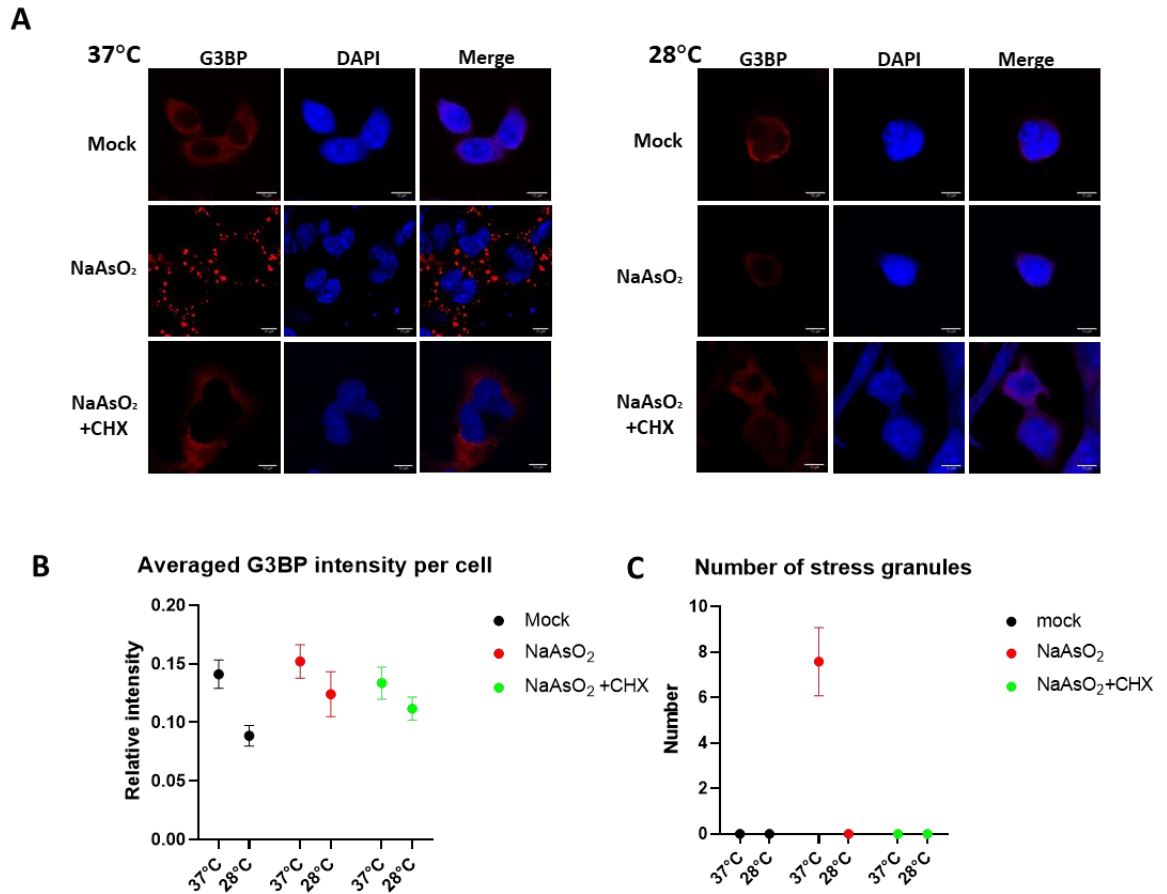 A
37°C
G3BP DAPI Merge
28°C
G3BP DAPI Merge
Mock
Mock
NaAsO₂
NaAsO₂
NaAsO₂
+CHX
NaAsO₂
+CHX
B
Averaged G3BP intensity per cell
0.20
0.15
0.10
0.05
0.00
Relative intensity
37°C 28°C 37°C 28°C 37°C 28°C
Mock
NaAsO₂
NaAsO₂ +CHX
C
Number of stress granules
10
8
6
4
2
0
Number
37°C 28°C 37°C 28°C 37°C 28°C
mock
NaAsO₂
NaAsO₂+CHX